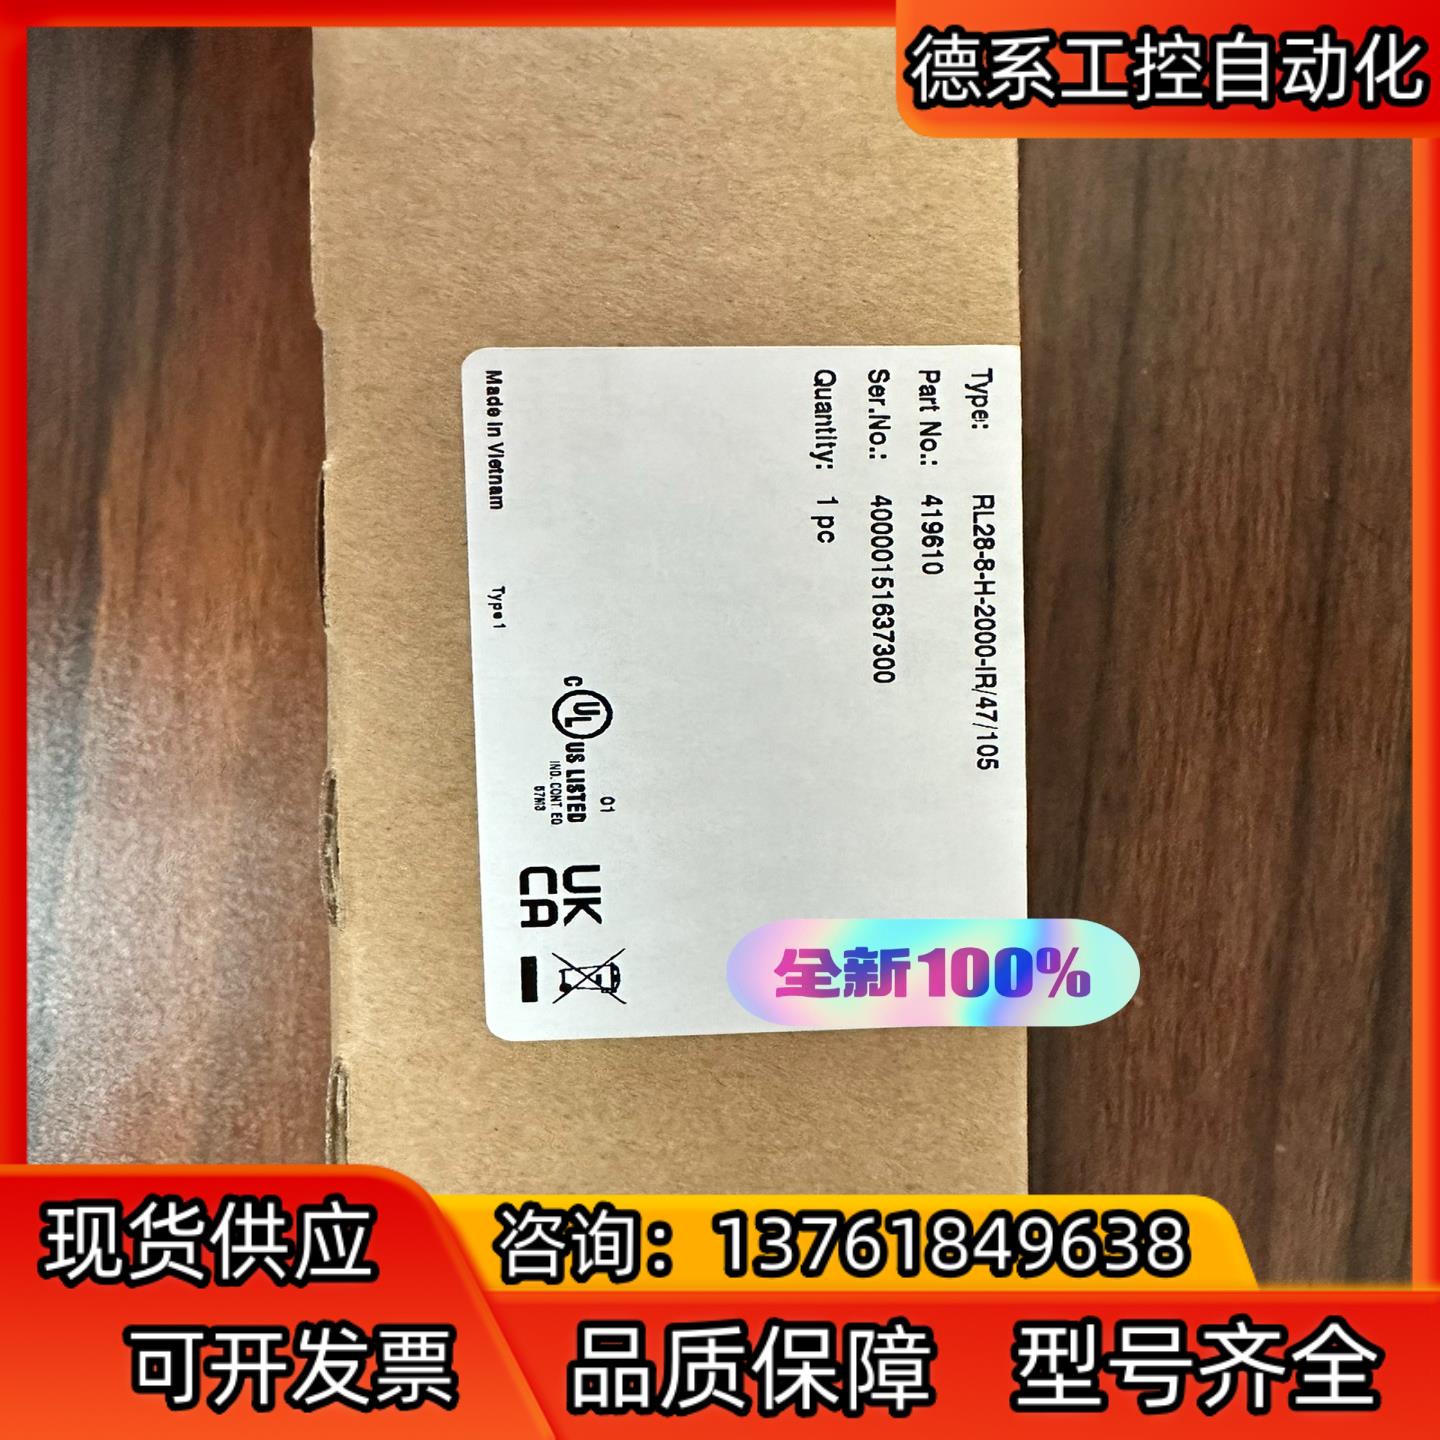 德系工控自动化
Type: RL28-8-H-2000-IR/47/105
Part No.: 419610
Ser.No.: 40000151637300
Quantity: 1 pc
Made in Vietnam
Type 1
01
C UL US LISTED
IND. CONT. EQ
67M8
UK
CA
全新100%
现货供应
咨询：13761849638
可开发票
品质保障
型号齐全